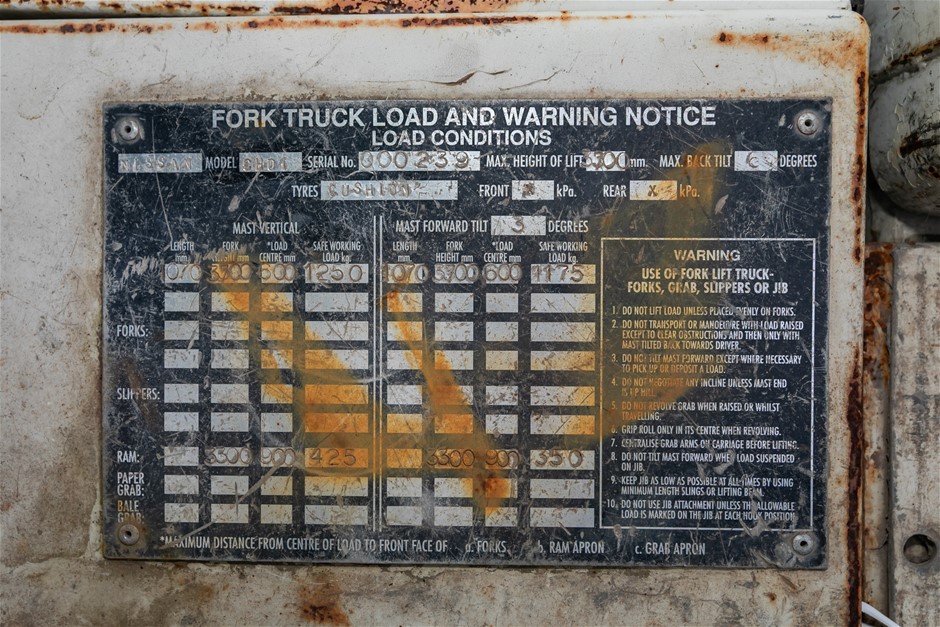 FORK TRUCK LOAD AND WARNING NOTICE
LOAD CONDITIONS
NISSAN MODEL SERIAL No. 000239 MAX. HEIGHT OF LIFT mm. MAX. BACK TILT DEGREES
TYRES CUSHION FRONT X kPa. REAR X kPa.
MAST VERTICAL
LENGTH mm. FORK HEIGHT mm. *LOAD CENTRE mm. SAFE WORKING LOAD kg.
1070 600 1250
FORKS:
SLIPPERS:
RAM: 3300 900 425
PAPER GRAB:
BALE GRAB:
MAST FORWARD TILT 3 DEGREES
LENGTH mm. FORK HEIGHT mm. *LOAD CENTRE mm. SAFE WORKING LOAD kg.
1070 600 1175
3300 900 350
WARNING
USE OF FORK LIFT TRUCK-
FORKS, GRAB, SLIPPERS OR JIB
1. DO NOT LIFT LOAD UNLESS PLACED EVENLY ON FORKS.
2. DO NOT TRANSPORT OR MANOEUVRE WITH LOAD RAISED
EXCEPT TO CLEAR OBSTRUCTIONS AND THEN ONLY WITH
MAST TILTED BACK TOWARDS DRIVER.
3. DO NOT TILT MAST FORWARD EXCEPT WHERE NECESSARY
TO PICK UP OR DEPOSIT A LOAD.
4. DO NOT NEGOTIATE ANY INCLINE UNLESS MAST END
IS UP HILL.
5. DO NOT REVOLVE GRAB WHEN RAISED OR WHILST
TRAVELLING.
6. GRIP ROLL ONLY IN ITS CENTRE WHEN REVOLVING.
7. CENTRALISE GRAB ARMS ON CARRIAGE BEFORE LIFTING.
8. DO NOT TILT MAST FORWARD WHEN LOAD SUSPENDED
ON JIB.
9. KEEP JIB AS LOW AS POSSIBLE AT ALL TIMES BY USING
MINIMUM LENGTH SLINGS OR LIFTING BEAM.
10. DO NOT USE JIB ATTACHMENT UNLESS THE ALLOWABLE
LOAD IS MARKED ON THE JIB AT EACH HOOK POSITION.
*MAXIMUM DISTANCE FROM CENTRE OF LOAD TO FRONT FACE OF a. FORKS. b. RAM APRON c. GRAB APRON